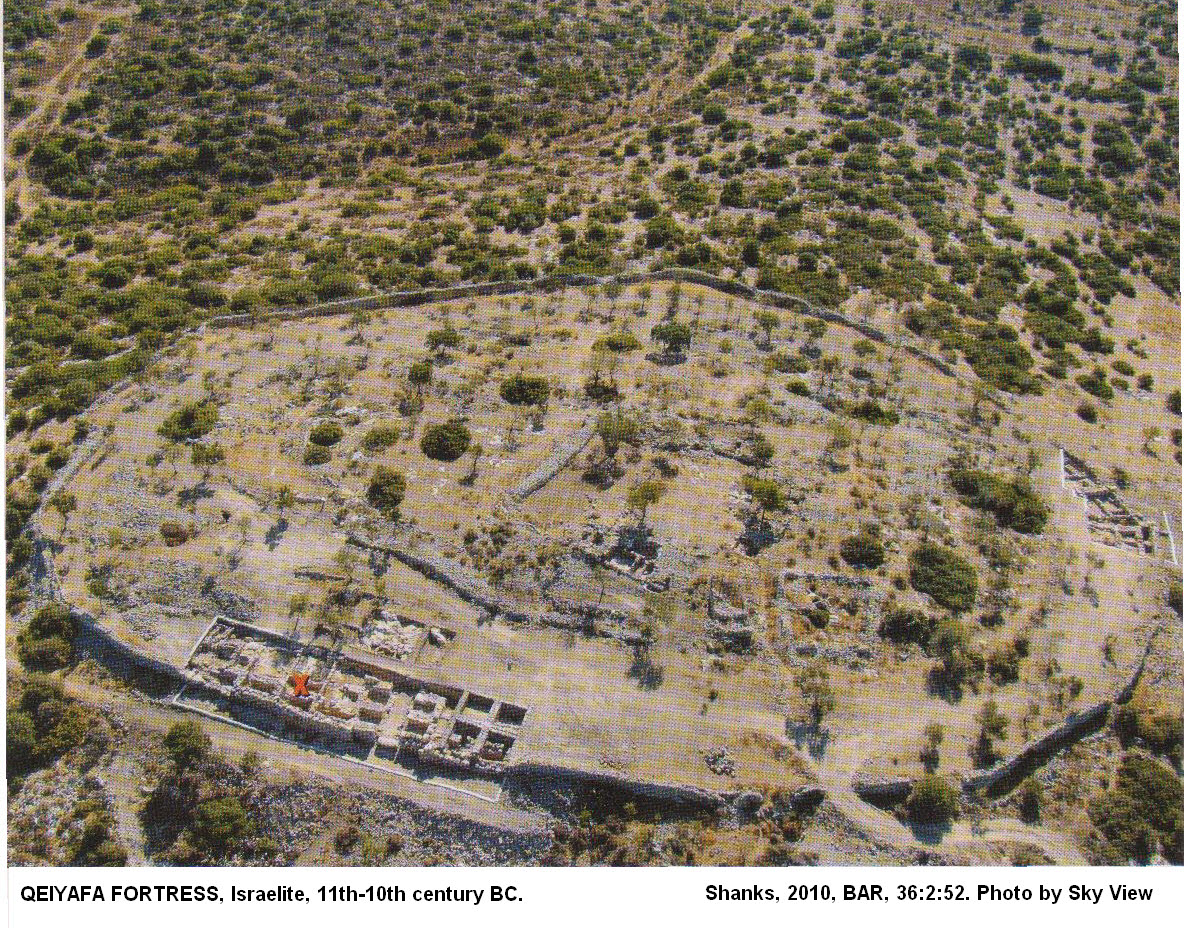 QEIYAFA FORTRESS, Israelite, 11th-10th century BC.
Shanks, 2010, BAR, 36:2:52. Photo by Sky View